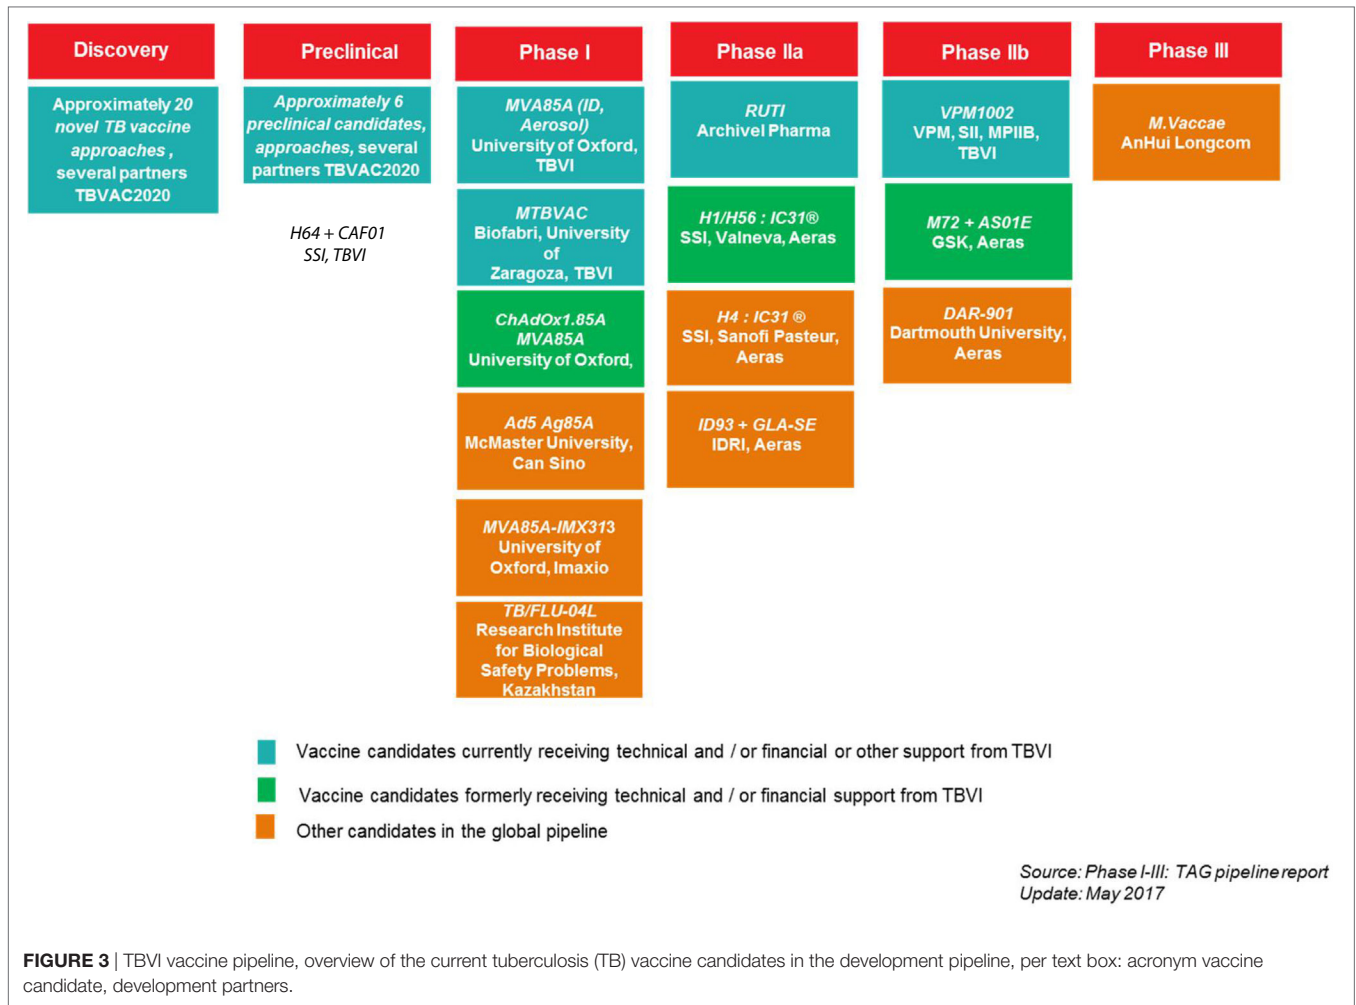 Discovery
Approximately 20
novel TB vaccine
approaches ,
several partners
TBVAC2020
Preclinical
Approximately 6
preclinical candidates,
approaches, several
partners TBVAC2020
H64 + CAF01
SSI, TBVI
Phase I
MVA85A (ID,
Aerosol)
University of Oxford,
TBVI
MTBVAC
Biofabri, University
of
Zaragoza, TBVI
ChAdOx1.85A
MVA85A
University of Oxford,
Ad5 Ag85A
McMaster University,
Can Sino
MVA85A-IMX313
University of
Oxford, Imaxio
TB/FLU-04L
Research Institute
for Biological
Safety Problems,
Kazakhstan
Phase IIa
RUTI
Archivel Pharma
H1/H56 : IC31®
SSI, Valneva, Aeras
H4 : IC31 ®
SSI, Sanofi Pasteur,
Aeras
ID93 + GLA-SE
IDRI, Aeras
Phase IIb
VPM1002
VPM, SII, MPIIB,
TBVI
M72 + AS01E
GSK, Aeras
DAR-901
Dartmouth University,
Aeras
Phase III
M.Vaccae
AnHui Longcom
Vaccine candidates currently receiving technical and / or financial or other support from TBVI
Vaccine candidates formerly receiving technical and / or financial support from TBVI
Other candidates in the global pipeline
Source: Phase I-III: TAG pipeline report
Update: May 2017
FIGURE 3 | TBVI vaccine pipeline, overview of the current tuberculosis (TB) vaccine candidates in the development pipeline, per text box: acronym vaccine
candidate, development partners.